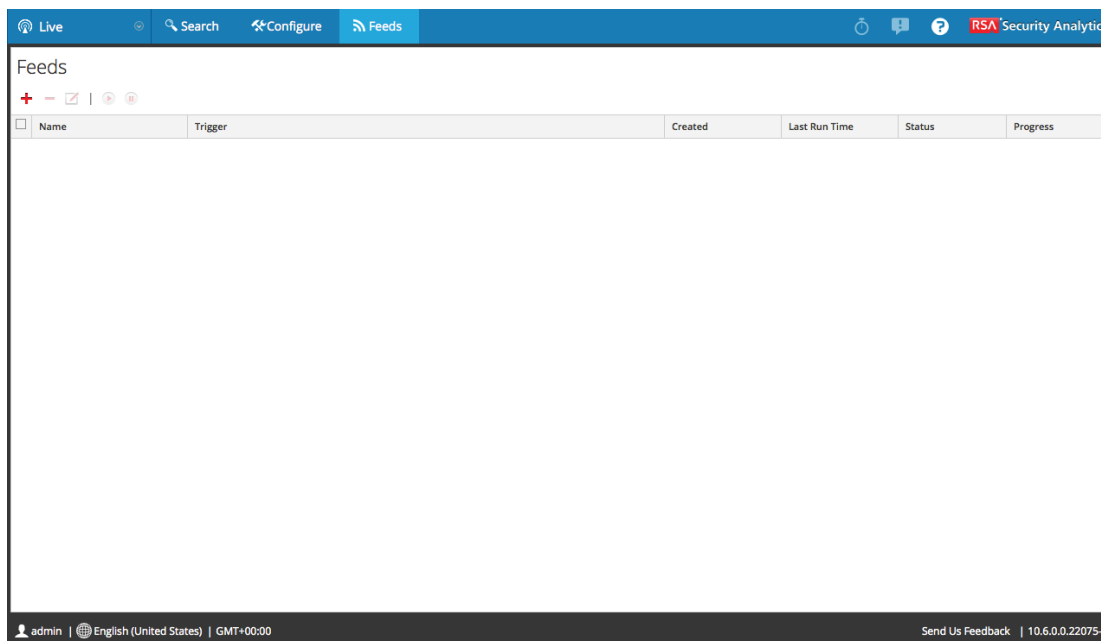 Live Search Configure Feeds RSA Security Analytic
Feeds
Name Trigger Created Last Run Time Status Progress
admin | English (United States) | GMT+00:00 Send Us Feedback | 10.6.0.0.22075-